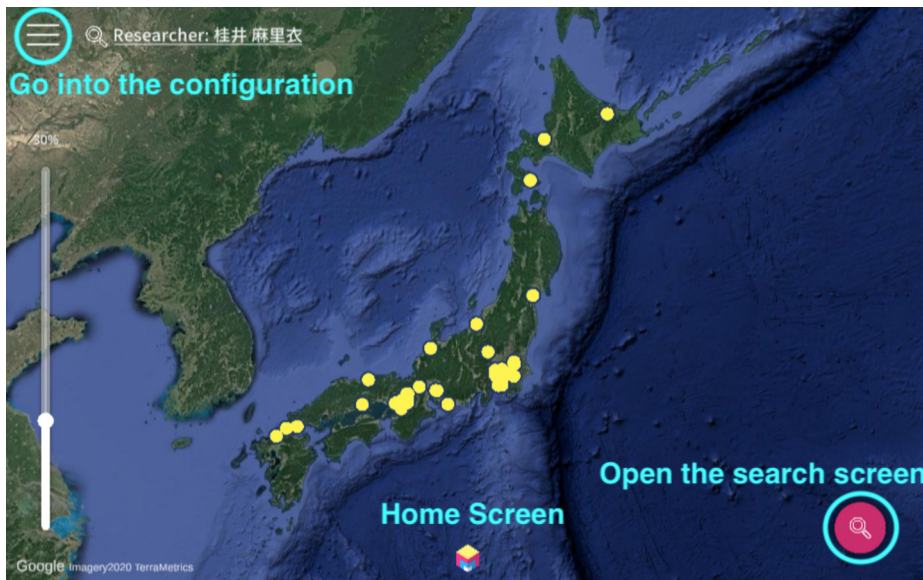 Researcher: 桂井 麻里衣
Go into the configuration
30%
Open the search screen
Home Screen
Google Imagery2020 TerraMetrics